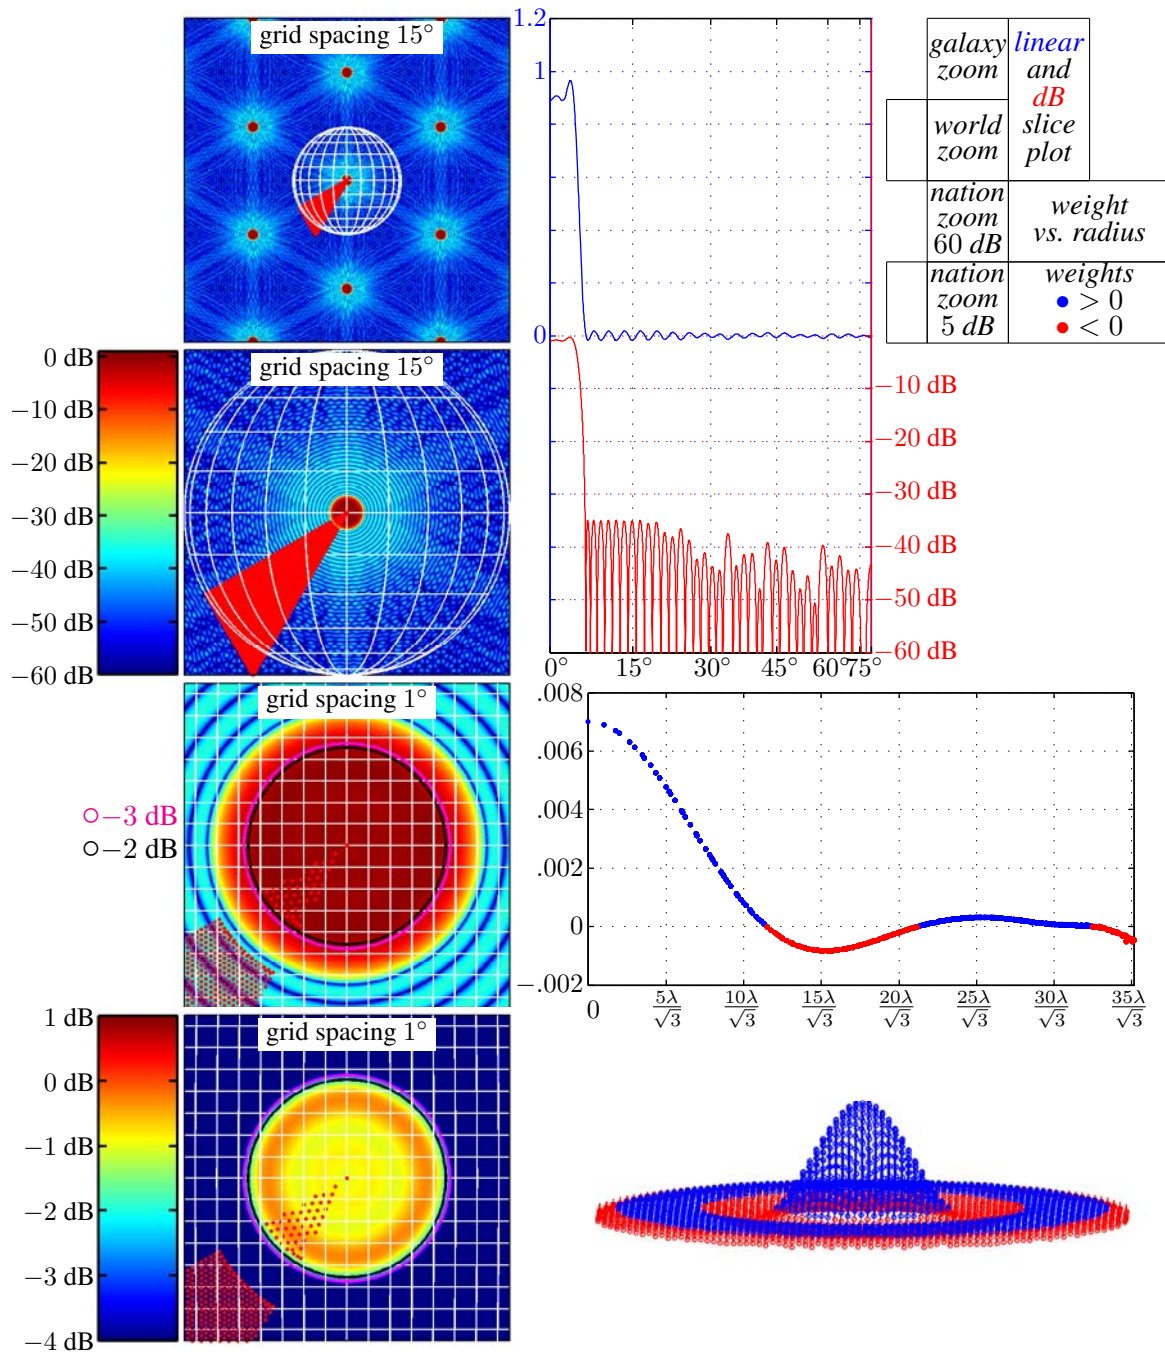 grid spacing 15°
1.2
1
0
galaxy
zoom
linear
and
dB
slice
plot
world
zoom
nation
zoom
60 dB
weight
vs. radius
nation
zoom
5 dB
weights
● > 0
● < 0
0 dB
−10 dB
−20 dB
−30 dB
−40 dB
−50 dB
−60 dB
grid spacing 15°
−10 dB
−20 dB
−30 dB
−40 dB
−50 dB
−60 dB
0° 15° 30° 45° 60° 75°
grid spacing 1°
○−3 dB
○−2 dB
.008
.006
.004
.002
0
−.002
0 5λ/√3 10λ/√3 15λ/√3 20λ/√3 25λ/√3 30λ/√3 35λ/√3
1 dB
0 dB
−1 dB
−2 dB
−3 dB
−4 dB
grid spacing 1°